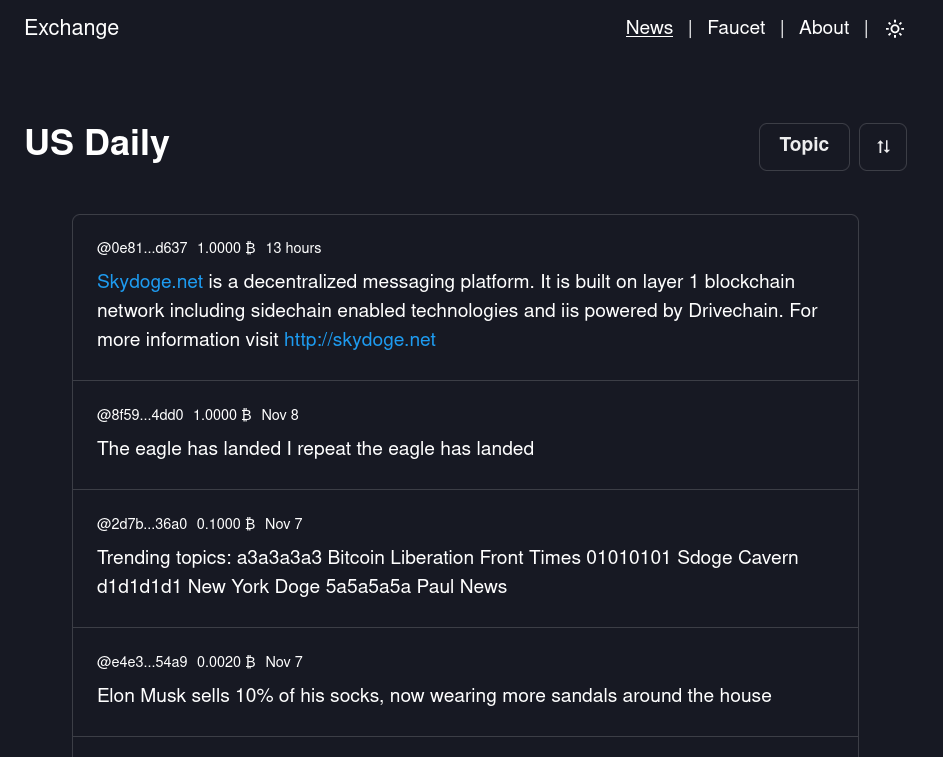 Exchange
News | Faucet | About |
US Daily
Topic
@0e81...d637 1.0000 ₿ 13 hours
Skydoge.net is a decentralized messaging platform. It is built on layer 1 blockchain
network including sidechain enabled technologies and iis powered by Drivechain. For
more information visit http://skydoge.net
@8f59...4dd0 1.0000 ₿ Nov 8
The eagle has landed I repeat the eagle has landed
@2d7b...36a0 0.1000 ₿ Nov 7
Trending topics: a3a3a3a3 Bitcoin Liberation Front Times 01010101 Sdoge Cavern
d1d1d1d1 New York Doge 5a5a5a5a Paul News
@e4e3...54a9 0.0020 ₿ Nov 7
Elon Musk sells 10% of his socks, now wearing more sandals around the house